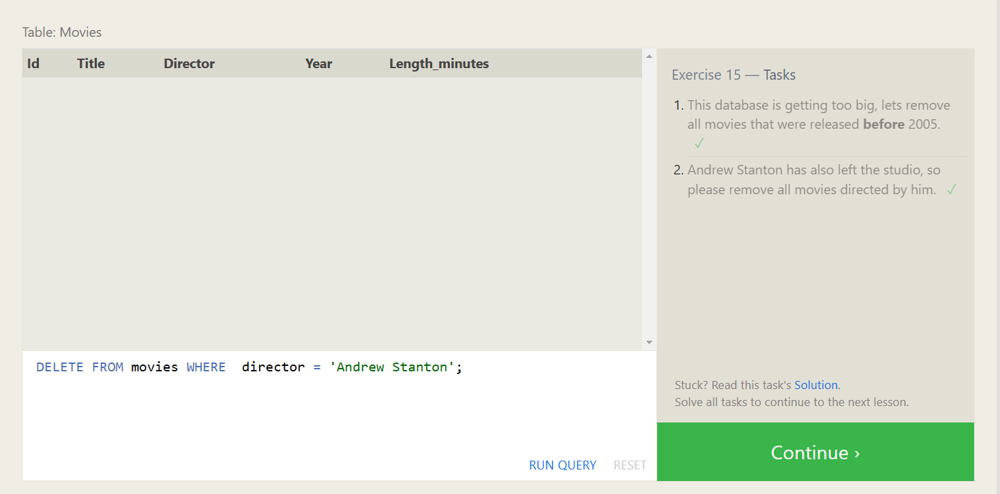 Table: Movies
Id Title Director Year Length_minutes
DELETE FROM movies WHERE  director = 'Andrew Stanton';
RUN QUERY RESET
Exercise 15 — Tasks
1. This database is getting too big, lets remove
all movies that were released before 2005.
✓
2. Andrew Stanton has also left the studio, so
please remove all movies directed by him. ✓
Stuck? Read this task's Solution.
Solve all tasks to continue to the next lesson.
Continue ›